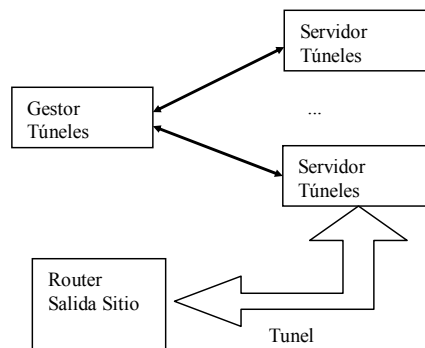 Servidor
Túneles
Gestor
Túneles
...
Servidor
Túneles
Router
Salida Sitio
Tunel